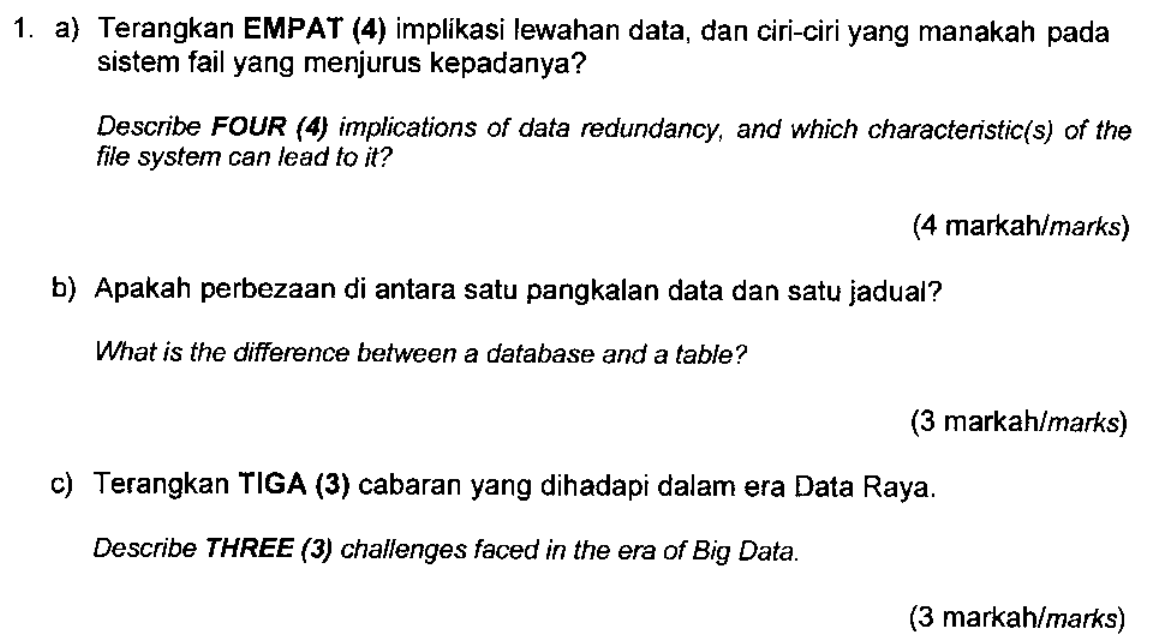 1. a) Terangkan EMPAT (4) implikasi lewahan data, dan ciri-ciri yang manakah pada
sistem fail yang menjurus kepadanya?
Describe FOUR (4) implications of data redundancy, and which characteristic(s) of the
file system can lead to it?
(4 markah/marks)
b) Apakah perbezaan di antara satu pangkalan data dan satu jadual?
What is the difference between a database and a table?
(3 markah/marks)
c) Terangkan TIGA (3) cabaran yang dihadapi dalam era Data Raya.
Describe THREE (3) challenges faced in the era of Big Data.
(3 markah/marks)